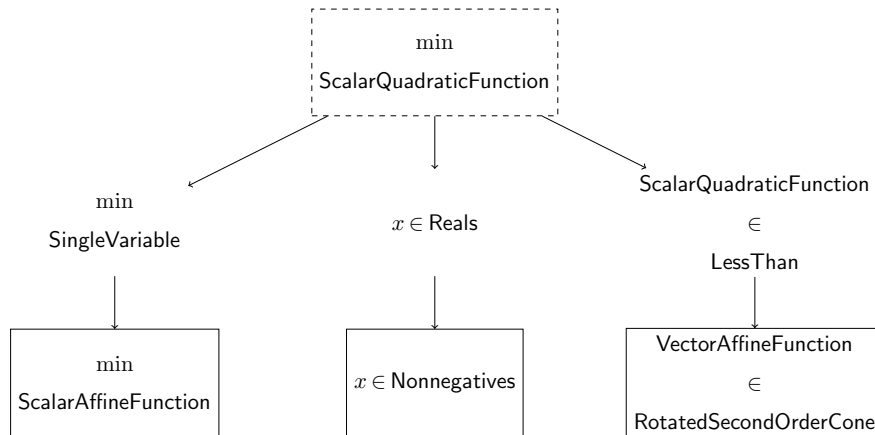 min
ScalarQuadraticFunction
min
SingleVariable
x ∈ Reals
ScalarQuadraticFunction
∈
LessThan
min
ScalarAffineFunction
x ∈ Nonnegatives
VectorAffineFunction
∈
RotatedSecondOrderCone